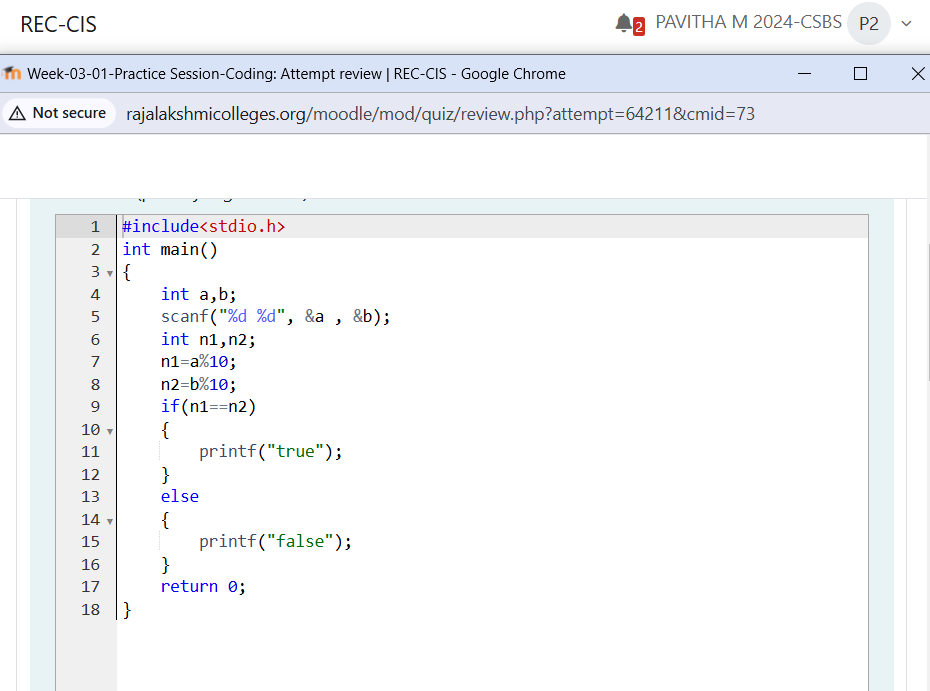 REC-CIS
2
PAVITHA M 2024-CSBS
P2
Week-03-01-Practice Session-Coding: Attempt review | REC-CIS - Google Chrome
Not secure
rajalakshmicolleges.org/moodle/mod/quiz/review.php?attempt=64211&cmid=73
1 #include<stdio.h>
2 int main()
3 {
4 int a,b;
5 scanf("%d %d", &a , &b);
6 int n1,n2;
7 n1=a%10;
8 n2=b%10;
9 if(n1==n2)
10 {
11 printf("true");
12 }
13 else
14 {
15 printf("false");
16 }
17 return 0;
18 }